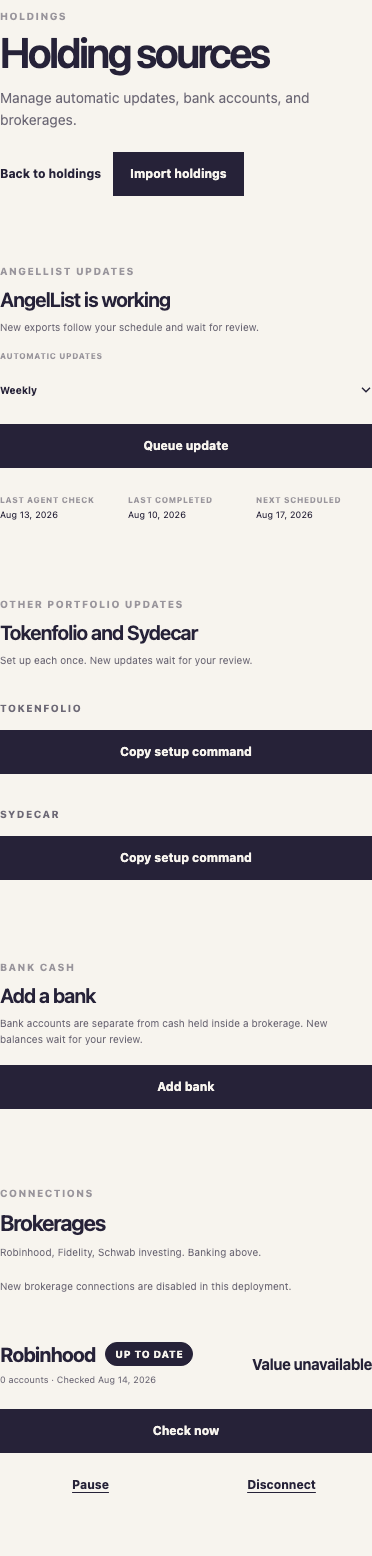 HOLDINGS
Holding sources
Manage automatic updates, bank accounts, and
brokerages.
Back to holdings Import holdings
ANGELLIST UPDATES
AngelList is working
New exports follow your schedule and wait for review.
AUTOMATIC UPDATES
Weekly
Queue update
LAST AGENT CHECK LAST COMPLETED NEXT SCHEDULED
Aug 13, 2026 Aug 10, 2026 Aug 17, 2026
OTHER PORTFOLIO UPDATES
Tokenfolio and Sydecar
Set up each once. New updates wait for your review.
TOKENFOLIO
Copy setup command
SYDECAR
Copy setup command
BANK CASH
Add a bank
Bank accounts are separate from cash held inside a brokerage. New
balances wait for your review.
Add bank
CONNECTIONS
Brokerages
Robinhood, Fidelity, Schwab investing. Banking above.
New brokerage connections are disabled in this deployment.
Robinhood UP TO DATE Value unavailable
0 accounts · Checked Aug 14, 2026
Check now
Pause Disconnect